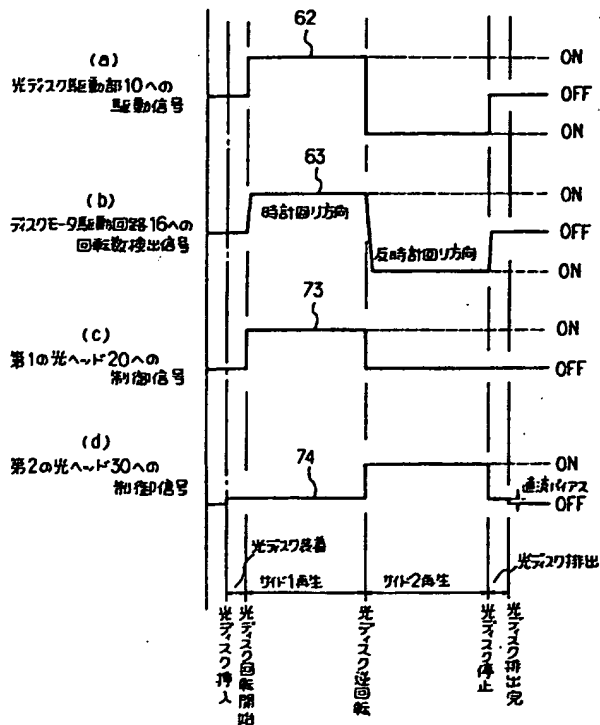 62
(a)
光ディスク駆動部10への
駆動信号
ON
OFF
ON
63
(b)
ディスクモータ駆動回路16への
回転数検出信号
時計回り方向
反時計回り方向
ON
OFF
ON
73
(c)
第1の光ヘッド20への
制御信号
ON
OFF
74
(d)
第2の光ヘッド30への
制御信号
ON
直流バイアス
OFF
光ディスク装着
サイド1再生
サイド2再生
光ディスク排出
光ディスク挿入
光ディスク回転開始
光ディスク逆回転
光ディスク停止
光ディスク排出完